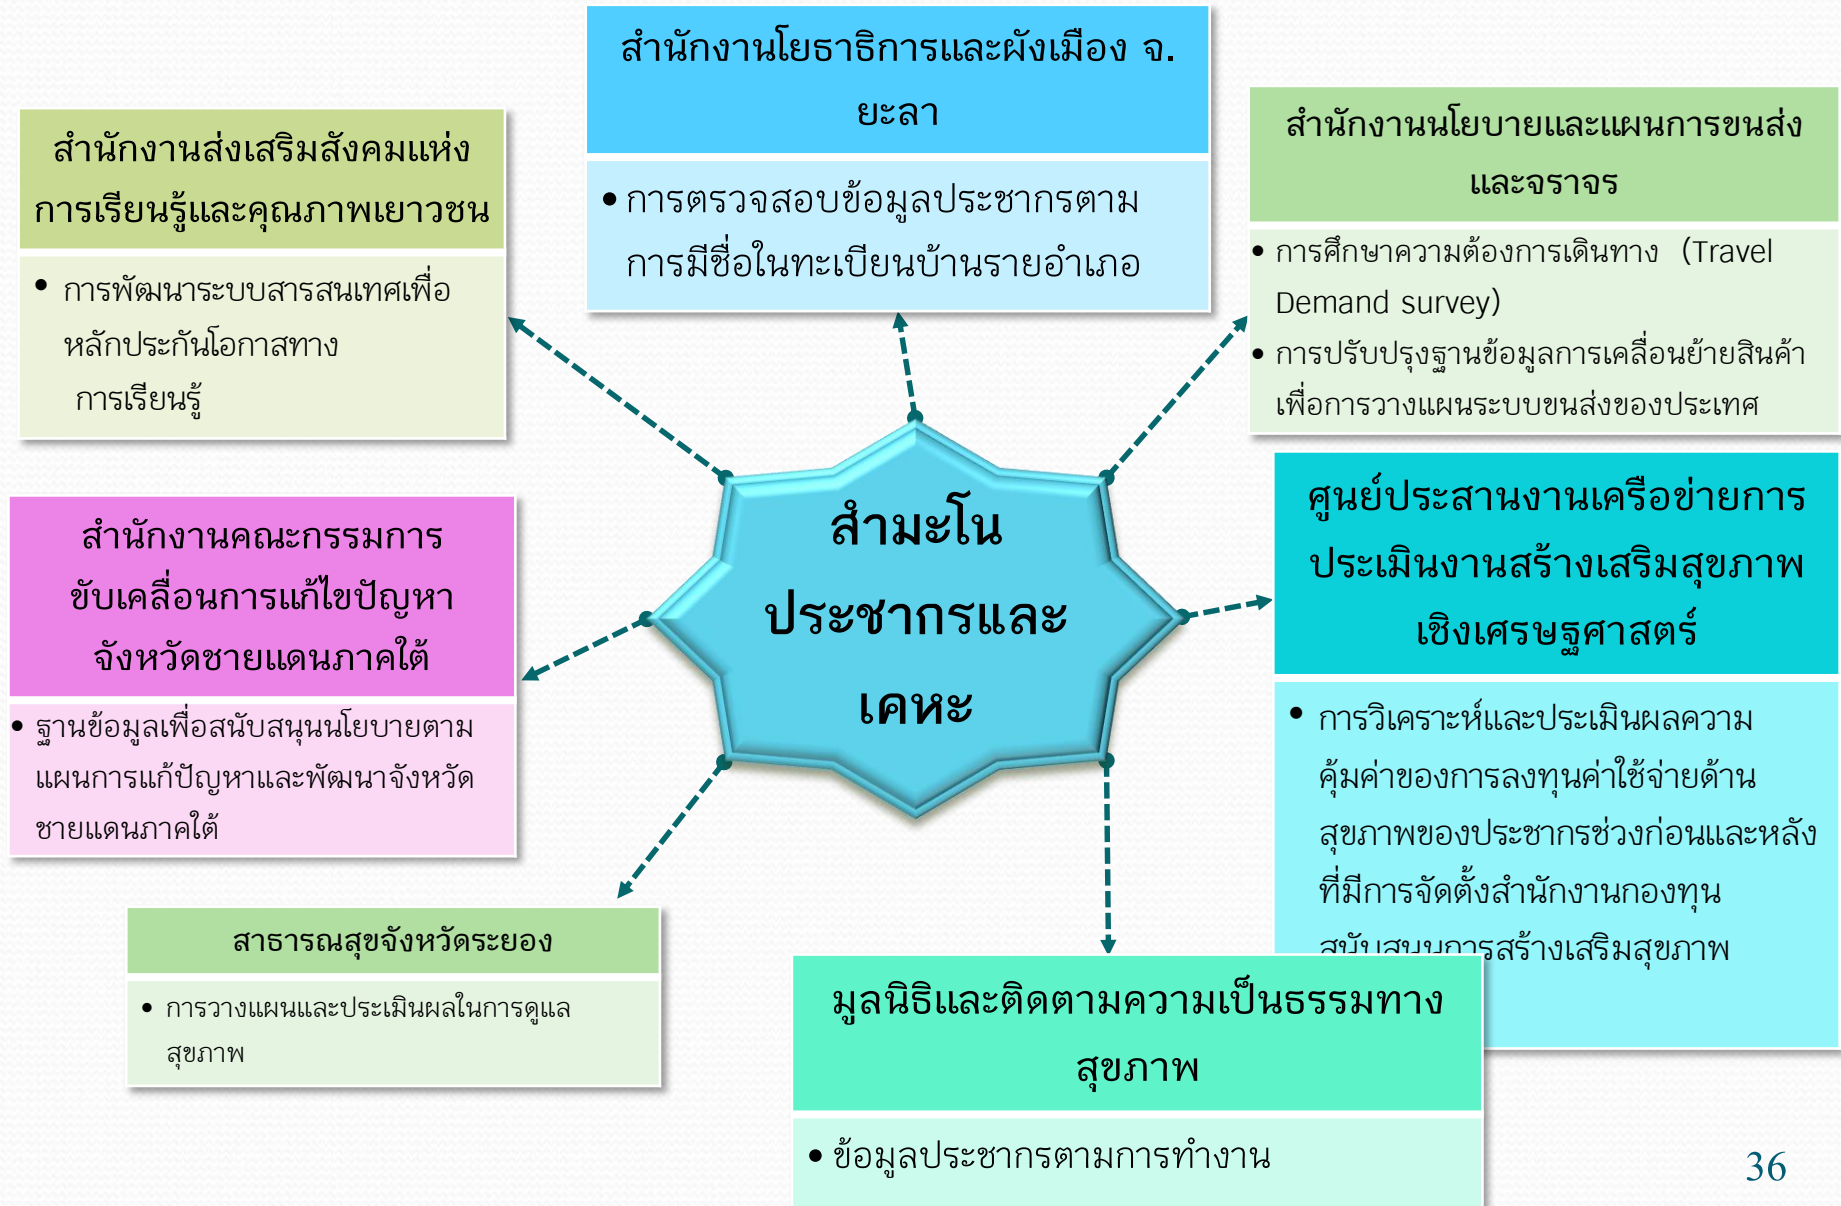 สำนักงานโยธาธิการและผังเมือง จ.
ยะลา
• การตรวจสอบข้อมูลประชากรตาม
การมีชื่อในทะเบียนบ้านรายอำเภอ
สำนักงานส่งเสริมสังคมแห่ง
การเรียนรู้และคุณภาพเยาวชน
• การพัฒนาระบบสารสนเทศเพื่อ
หลักประกันโอกาสทาง
การเรียนรู้
สำนักงานนโยบายและแผนการขนส่ง
และจราจร
• การศึกษาความต้องการเดินทาง (Travel
Demand survey)
• การปรับปรุงฐานข้อมูลการเคลื่อนย้ายสินค้า
เพื่อการวางแผนระบบขนส่งของประเทศ
สำมะโน
ประชากรและ
เคหะ
สำนักงานคณะกรรมการ
ขับเคลื่อนการแก้ไขปัญหา
จังหวัดชายแดนภาคใต้
• ฐานข้อมูลเพื่อสนับสนุนนโยบายตาม
แผนการแก้ปัญหาและพัฒนาจังหวัด
ชายแดนภาคใต้
ศูนย์ประสานงานเครือข่ายการ
ประเมินงานสร้างเสริมสุขภาพ
เชิงเศรษฐศาสตร์
• การวิเคราะห์และประเมินผลความ
คุ้มค่าของการลงทุนค่าใช้จ่ายด้าน
สุขภาพของประชากรช่วงก่อนและหลัง
ที่มีการจัดตั้งสำนักงานกองทุน
สนับสนุนการสร้างเสริมสุขภาพ
สาธารณสุขจังหวัดระยอง
• การวางแผนและประเมินผลในการดูแล
สุขภาพ
มูลนิธิและติดตามความเป็นธรรมทาง
สุขภาพ
• ข้อมูลประชากรตามการทำงาน
36